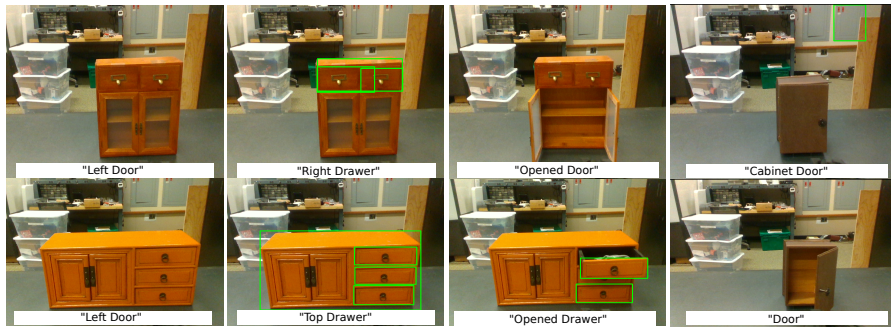 "Left Door"
"Right Drawer"
"Opened Door"
"Cabinet Door"
"Left Door"
"Top Drawer"
"Opened Drawer"
"Door"